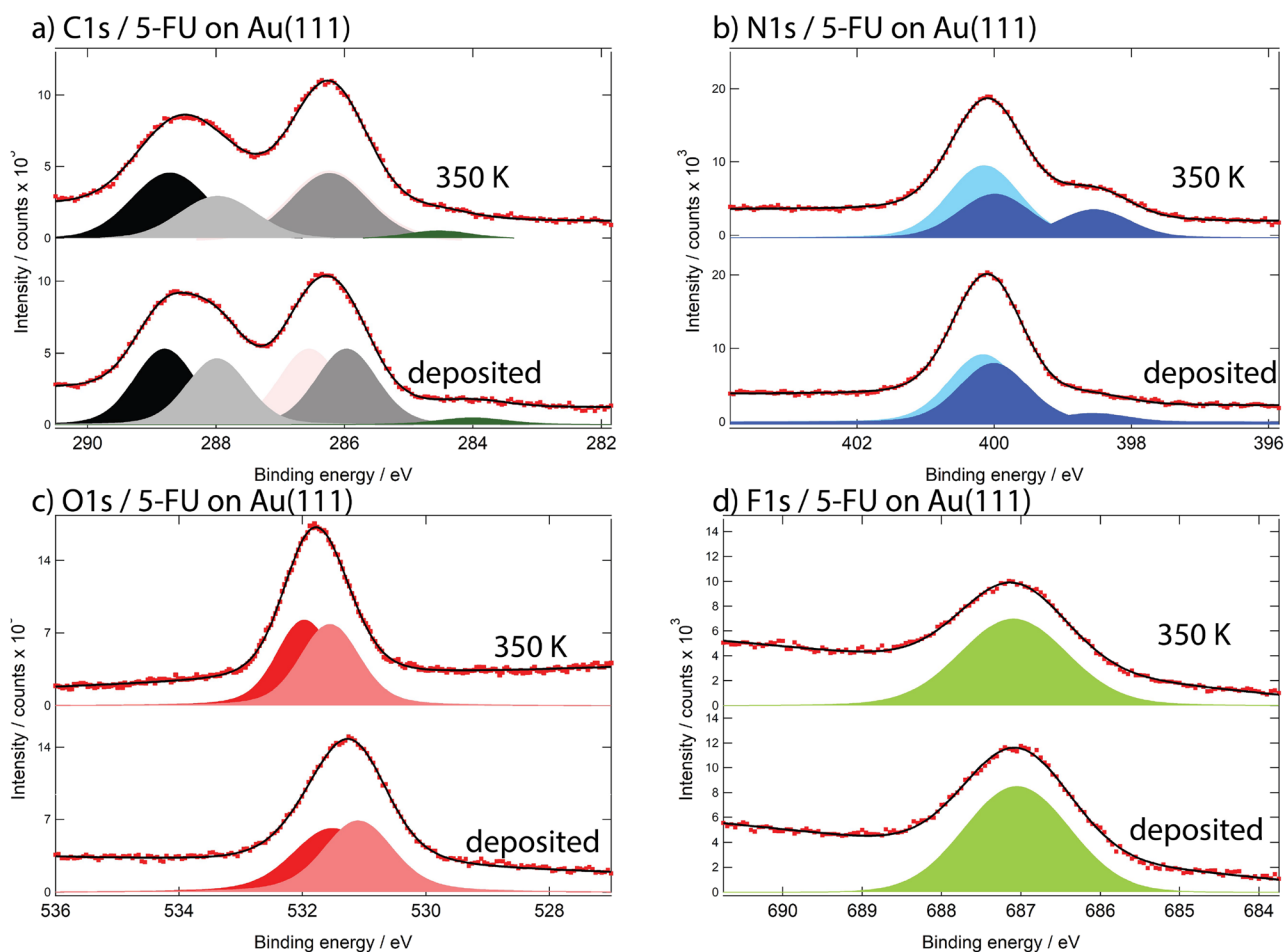 a) C1s / 5-FU on Au(111)
Intensity / counts x 10
10
5
0
350 K
10
5
0
deposited
290 288 286 284 282
Binding energy / eV
b) N1s / 5-FU on Au(111)
Intensity / counts x 10³
20
10
0
350 K
20
10
0
deposited
402 400 398 396
Binding energy / eV
c) O1s / 5-FU on Au(111)
Intensity / counts x 10
14
7
0
350 K
14
7
0
deposited
536 534 532 530 528
Binding energy / eV
d) F1s / 5-FU on Au(111)
Intensity / counts x 10³
14
12
10
8
6
4
2
0
350 K
14
12
10
8
6
4
2
0
deposited
690 689 688 687 686 685 684
Binding energy / eV